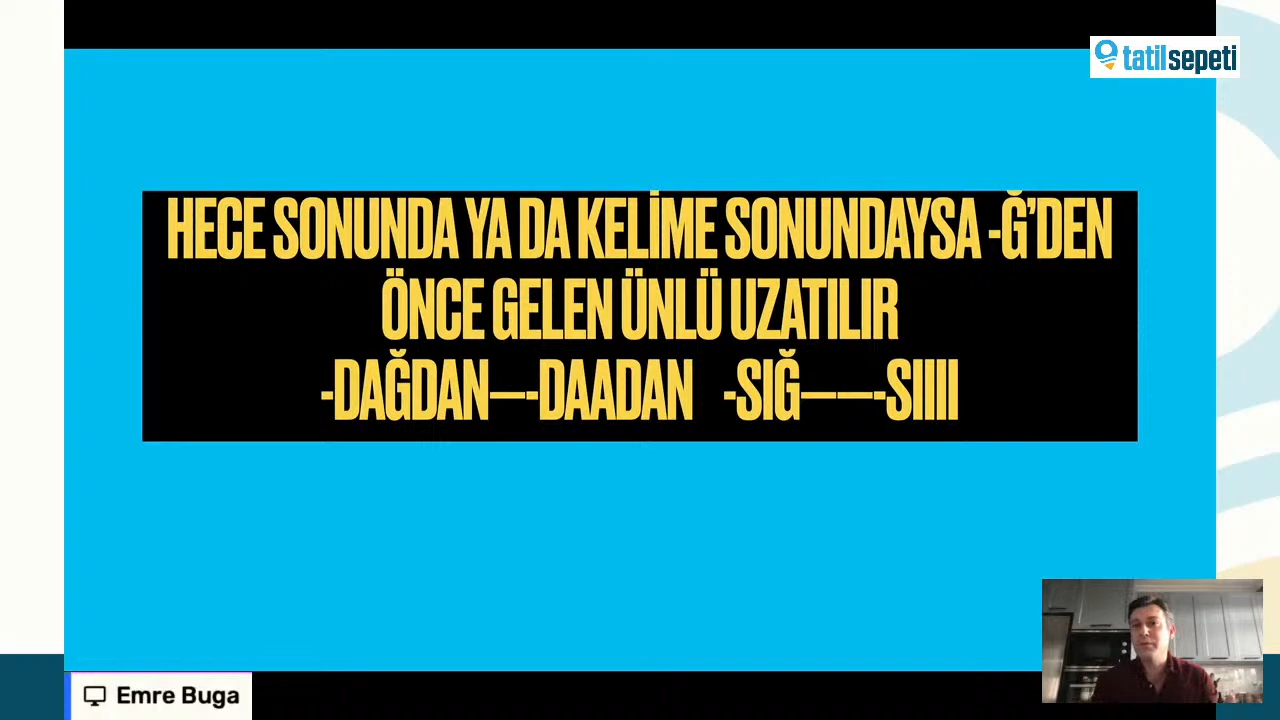 tatilsepeti
HECE SONUNDA YA DA KELİME SONUNDAYSA -Ğ'DEN
ÖNCE GELEN ÜNLÜ UZATILIR
-DAĞDAN—-DAADAN -SIĞ——-SIIII
Emre Buga